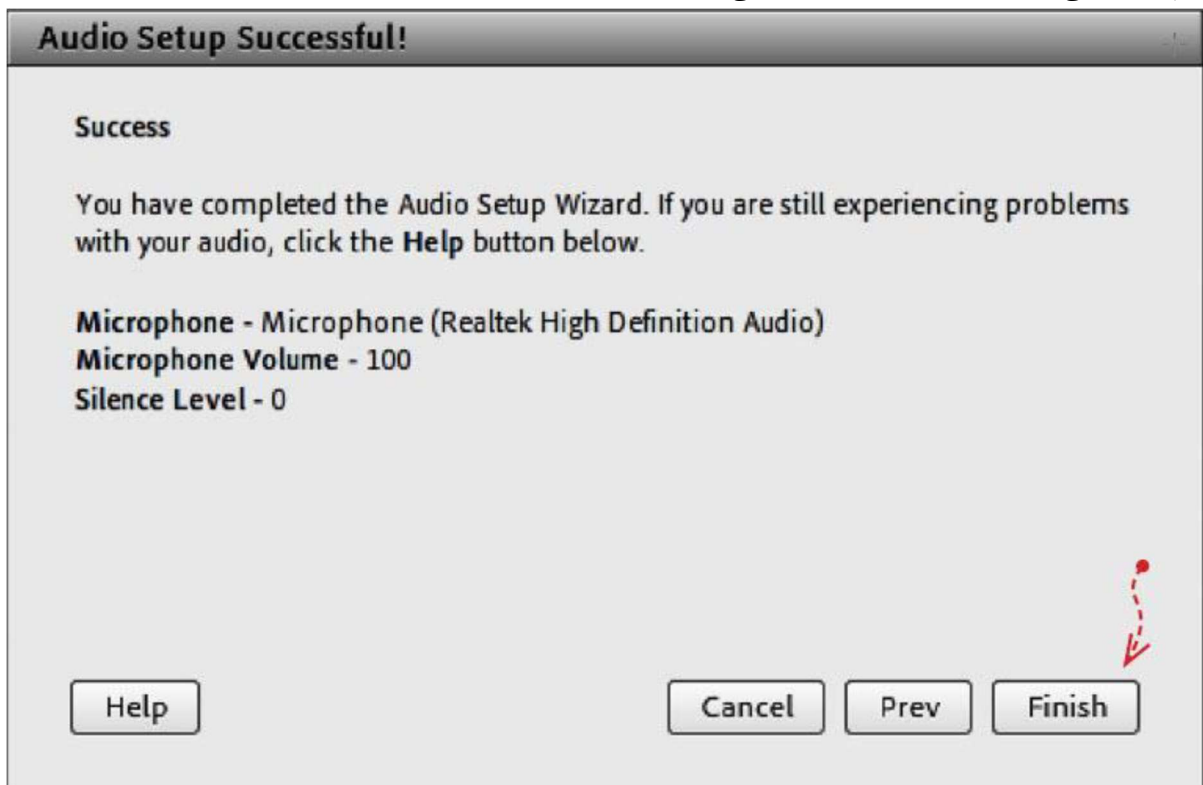 Audio Setup Successful!
Success
You have completed the Audio Setup Wizard. If you are still experiencing problems
with your audio, click the Help button below.
Microphone - Microphone (Realtek High Definition Audio)
Microphone Volume - 100
Silence Level - 0
Help
Cancel
Prev
Finish